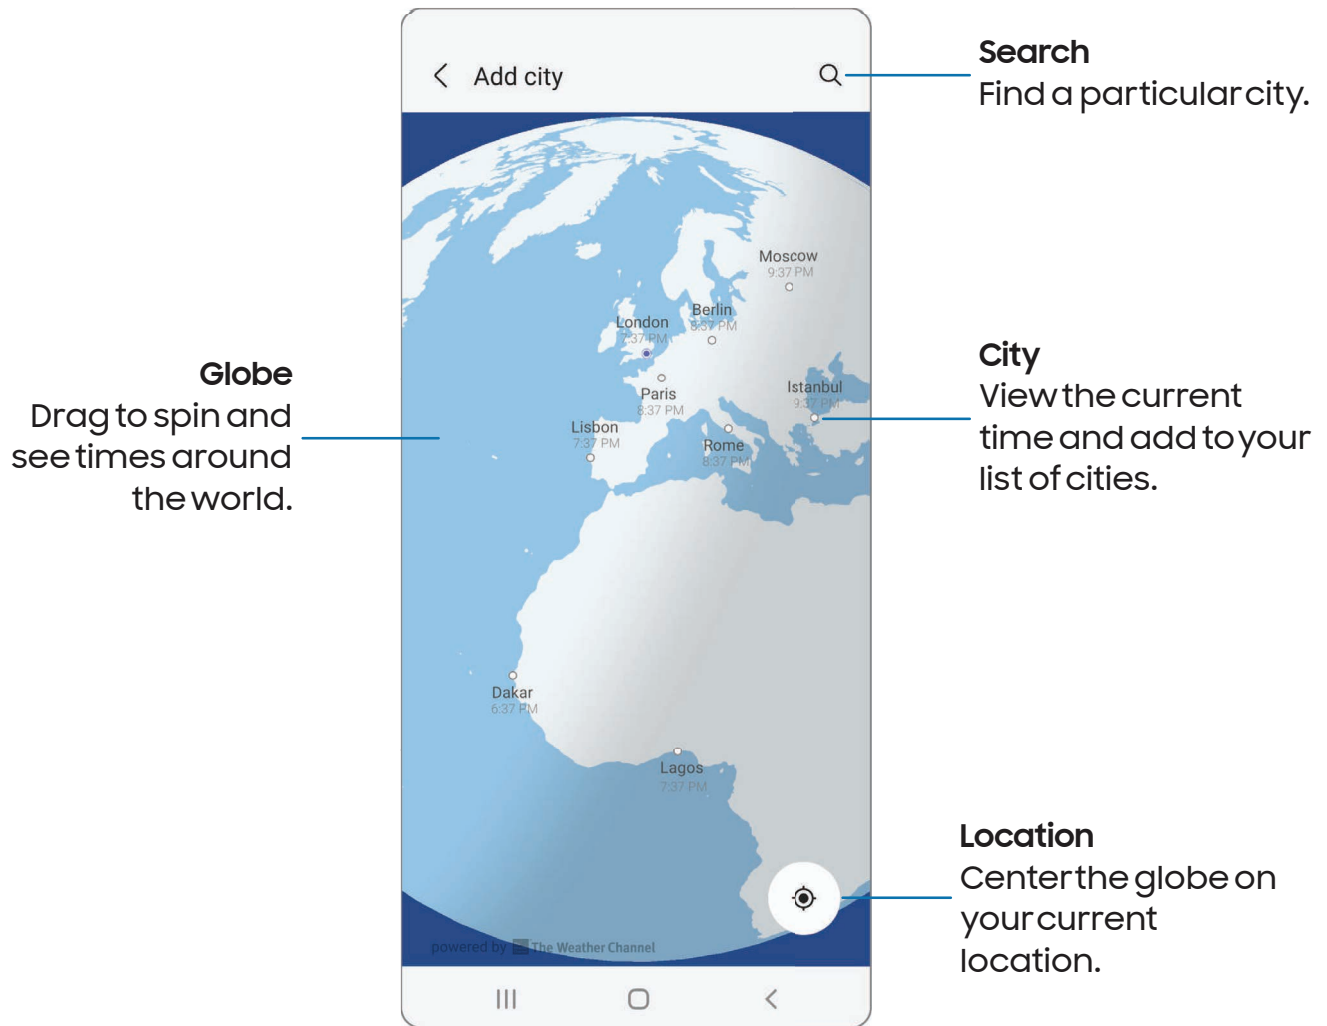 Add city
Search
Find a particular city.
Globe
Drag to spin and
see times around
the world.
Moscow
9:37 PM
Berlin
8:37 PM
London
7:37 PM
Paris
8:37 PM
Istanbul
9:37 PM
Lisbon
7:37 PM
Rome
8:37 PM
City
View the current
time and add to your
list of cities.
Dakar
6:37 PM
Lagos
7:37 PM
Location
Center the globe on
your current
location.
powered by The Weather Channel